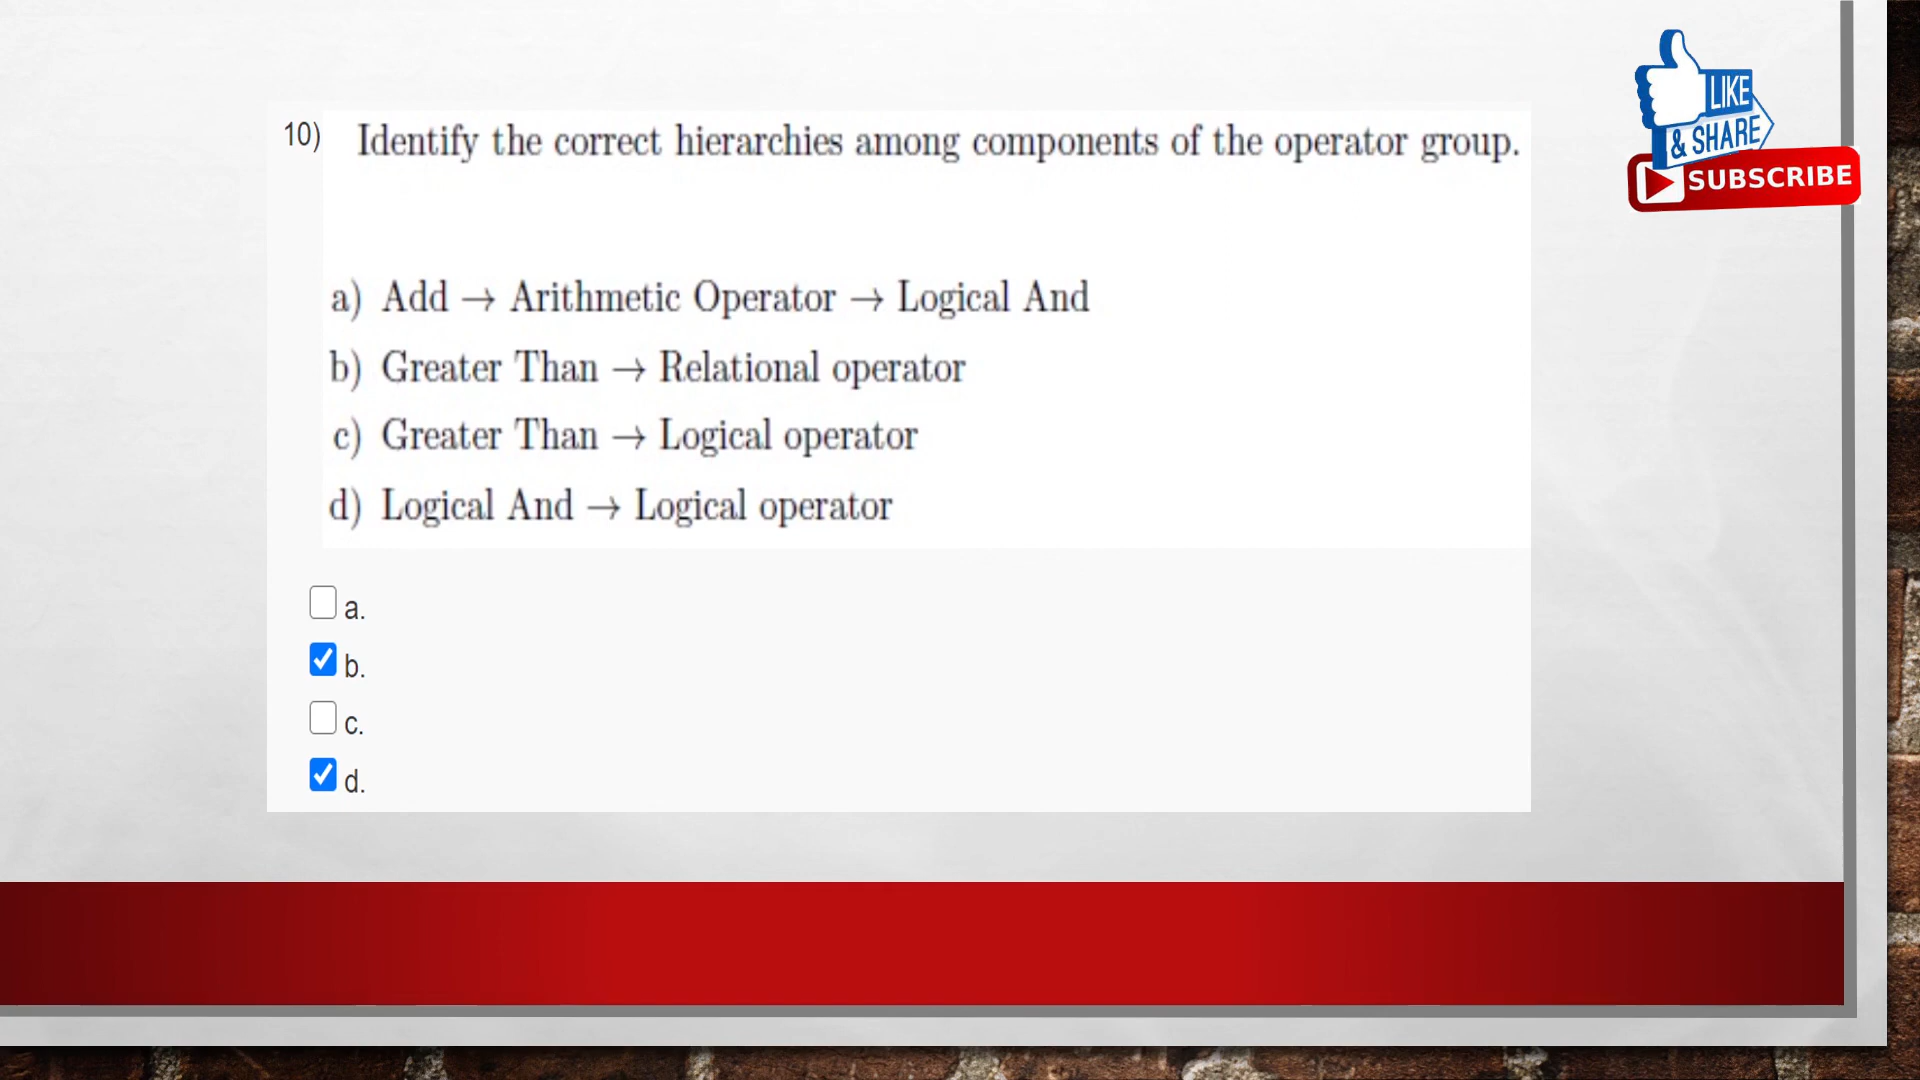 LIKE
& SHARE
SUBSCRIBE
10) Identify the correct hierarchies among components of the operator group.
a) Add → Arithmetic Operator → Logical And
b) Greater Than → Relational operator
c) Greater Than → Logical operator
d) Logical And → Logical operator
a.
b.
c.
d.